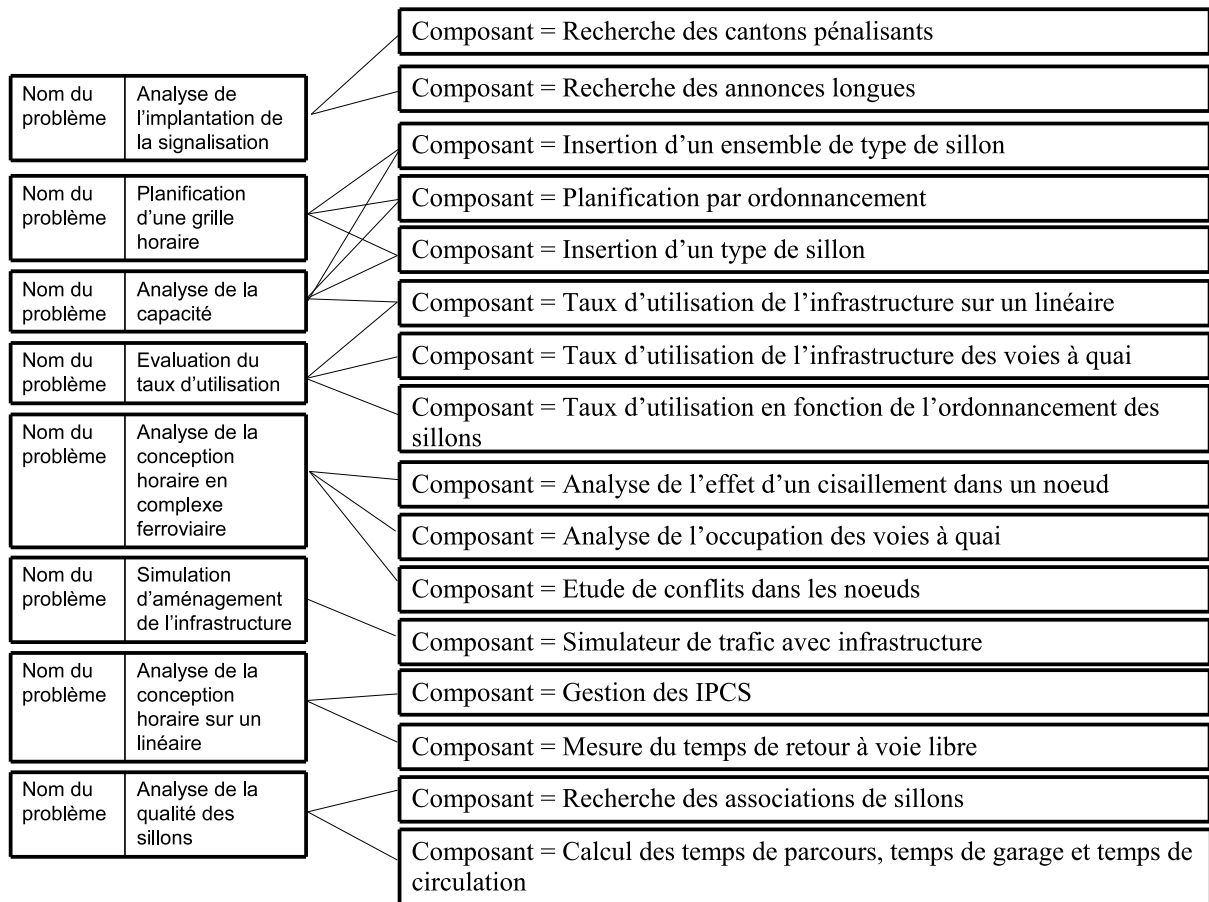 Nom du
problème
Analyse de
l'implantation de
la signalisation
Nom du
problème
Planification
d'une grille
horaire
Nom du
problème
Analyse de la
capacité
Nom du
problème
Evaluation du
taux d'utilisation
Nom du
problème
Analyse de la
conception
horaire en
complexe
ferroviaire
Nom du
problème
Simulation
d'aménagement
de l'infrastructure
Nom du
problème
Analyse de la
conception
horaire sur un
linéaire
Nom du
problème
Analyse de la
qualité des
sillons
Composant = Recherche des cantons pénalisants
Composant = Recherche des annonces longues
Composant = Insertion d'un ensemble de type de sillon
Composant = Planification par ordonnancement
Composant = Insertion d'un type de sillon
Composant = Taux d'utilisation de l'infrastructure sur un linéaire
Composant = Taux d'utilisation de l'infrastructure des voies à quai
Composant = Taux d'utilisation en fonction de l'ordonnancement des
sillons
Composant = Analyse de l'effet d'un cisaillement dans un noeud
Composant = Analyse de l'occupation des voies à quai
Composant = Etude de conflits dans les noeuds
Composant = Simulateur de trafic avec infrastructure
Composant = Gestion des IPCS
Composant = Mesure du temps de retour à voie libre
Composant = Recherche des associations de sillons
Composant = Calcul des temps de parcours, temps de garage et temps de
circulation